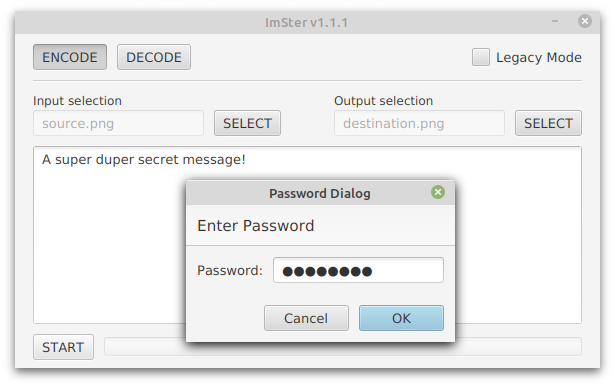 ImSter v1.1.1
ENCODE DECODE Legacy Mode
Input selection Output selection
source.png SELECT destination.png SELECT
A super duper secret message!
Password Dialog
Enter Password
Password: ●●●●●●●●
Cancel OK
START